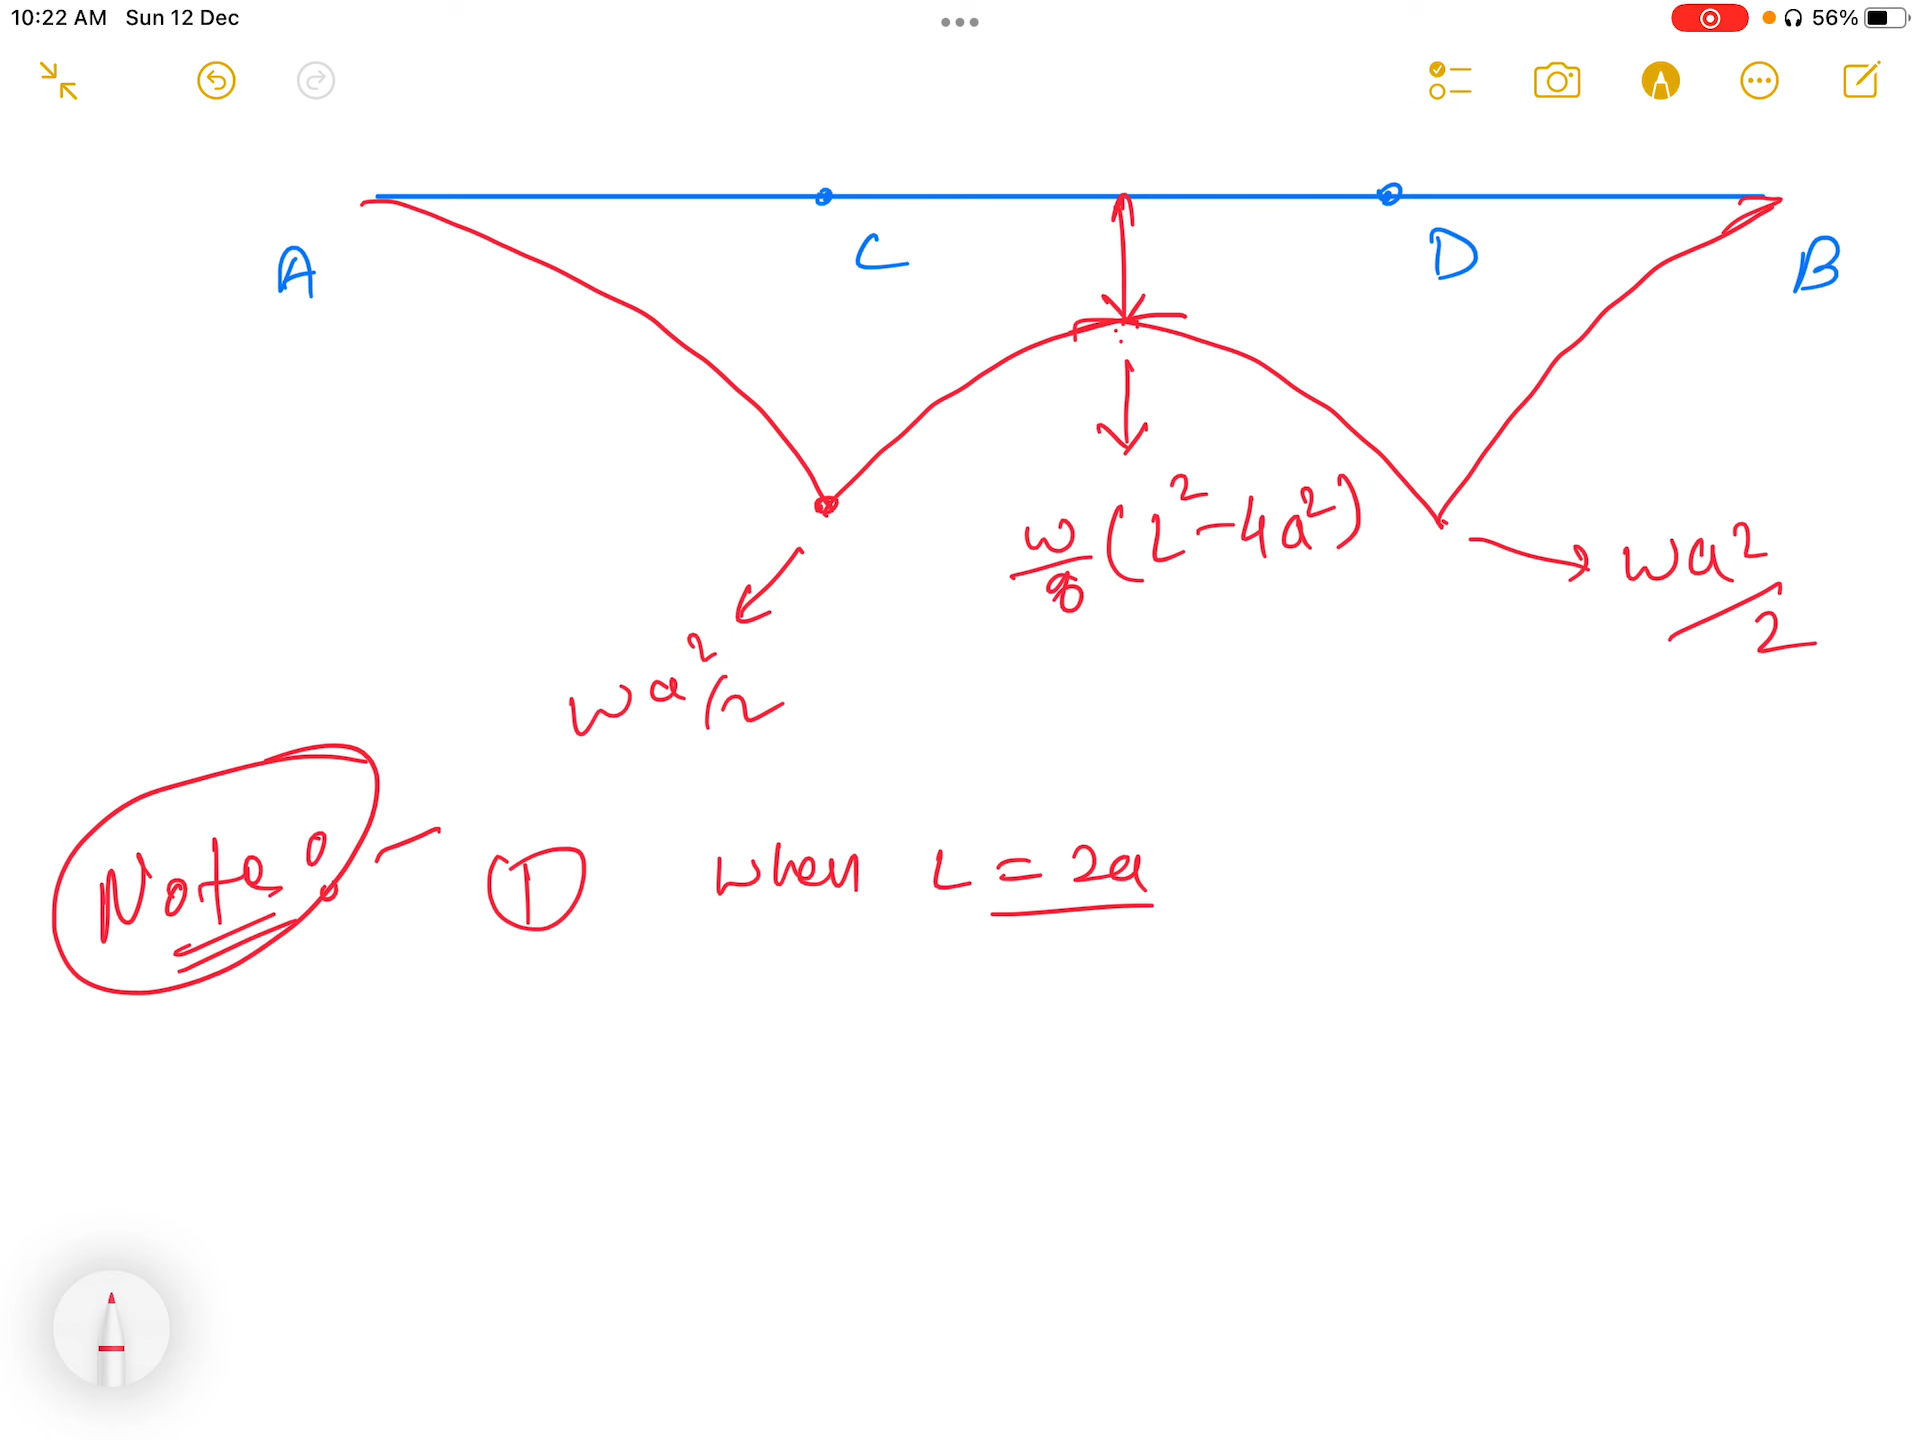 10:22 AM Sun 12 Dec
56%
A
C
D
B
w/8 (L²-4a²)
wa²/2
wa²/2
Note :-
① when L = 2a